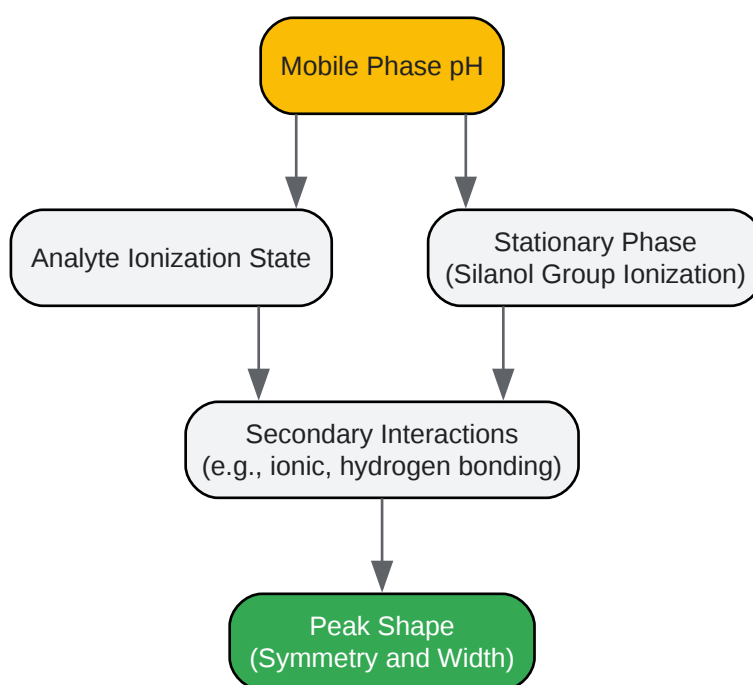 Mobile Phase pH
Analyte Ionization State
Stationary Phase
(Silanol Group Ionization)
Secondary Interactions
(e.g., ionic, hydrogen bonding)
Peak Shape
(Symmetry and Width)